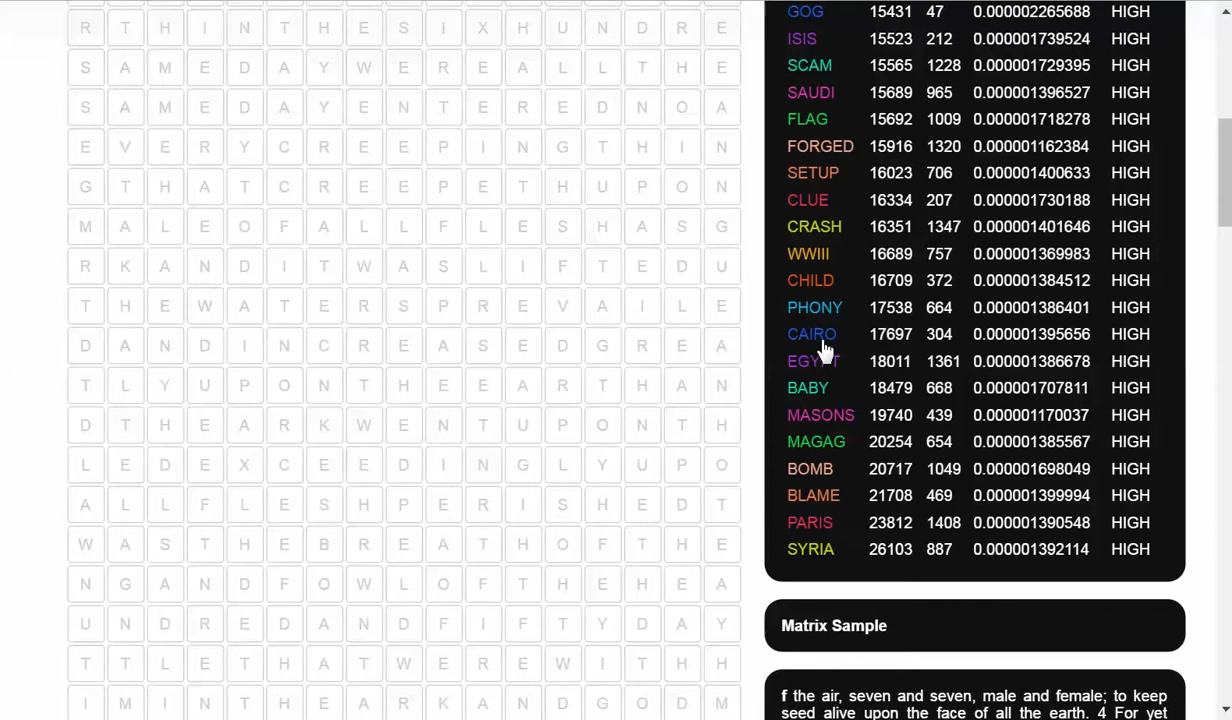 R T H I N T H E S I X H U N D R E
S A M E D A Y W E R E A L L T H E
S A M E D A Y E N T E R E D N O A
E V E R Y C R E E P I N G T H I N
G T H A T C R E E P E T H U P O N
M A L E O F A L L F L E S H A S G
R K A N D I T W A S L I F T E D U
T H E W A T E R S P R E V A I L E
D A N D I N C R E A S E D G R E A
T L Y U P O N T H E E A R T H A N
D T H E A R K W E N T U P O N T H
L E D E X C E E D I N G L Y U P O
A L L F L E S H P E R I S H E D T
W A S T H E B R E A T H O F T H E
N G A N D F O W L O F T H E H E A
U N D R E D A N D F I F T Y D A Y
T T L E T H A T W E R E W I T H H
I M I N T H E A R K A N D G O D M
GOG 15431 47 0.000002265688 HIGH
ISIS 15523 212 0.000001739524 HIGH
SCAM 15565 1228 0.000001729395 HIGH
SAUDI 15689 965 0.000001396527 HIGH
FLAG 15692 1009 0.000001718278 HIGH
FORGED 15916 1320 0.000001162384 HIGH
SETUP 16023 706 0.000001400633 HIGH
CLUE 16334 207 0.000001730188 HIGH
CRASH 16351 1347 0.000001401646 HIGH
WWIII 16689 757 0.000001369983 HIGH
CHILD 16709 372 0.000001384512 HIGH
PHONY 17538 664 0.000001386401 HIGH
CAIRO 17697 304 0.000001395656 HIGH
EGYPT 18011 1361 0.000001386678 HIGH
BABY 18479 668 0.000001707811 HIGH
MASONS 19740 439 0.000001170037 HIGH
MAGAG 20254 654 0.000001385567 HIGH
BOMB 20717 1049 0.000001698049 HIGH
BLAME 21708 469 0.000001399994 HIGH
PARIS 23812 1408 0.000001390548 HIGH
SYRIA 26103 887 0.000001392114 HIGH
Matrix Sample
f the air, seven and seven, male and female; to keep
seed alive upon the face of all the earth. 4 For yet